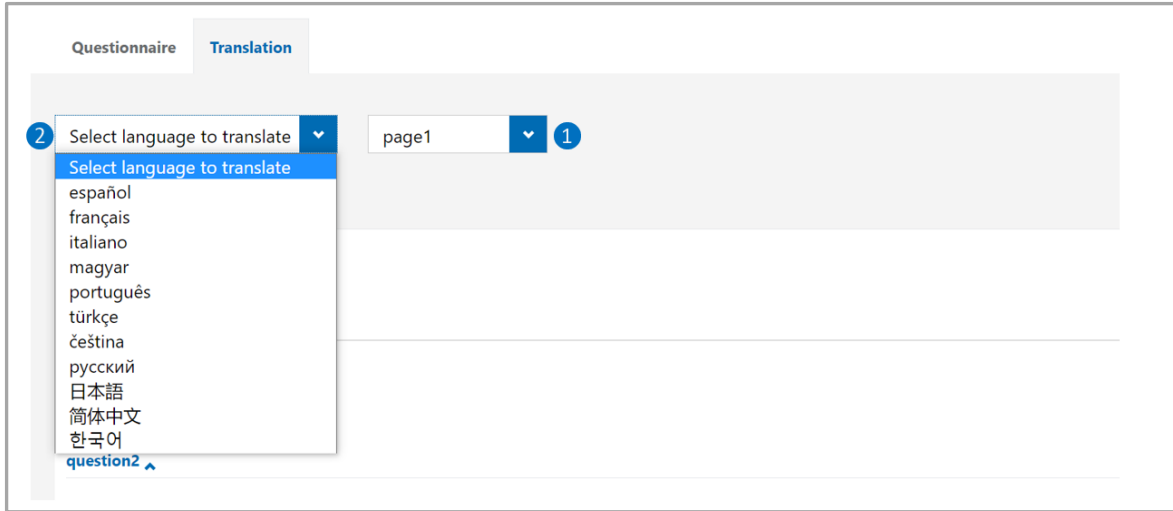 Questionnaire Translation
2 Select language to translate page1 1
Select language to translate
español
français
italiano
magyar
português
türkçe
čeština
русский
日本語
简体中文
한국어
question2